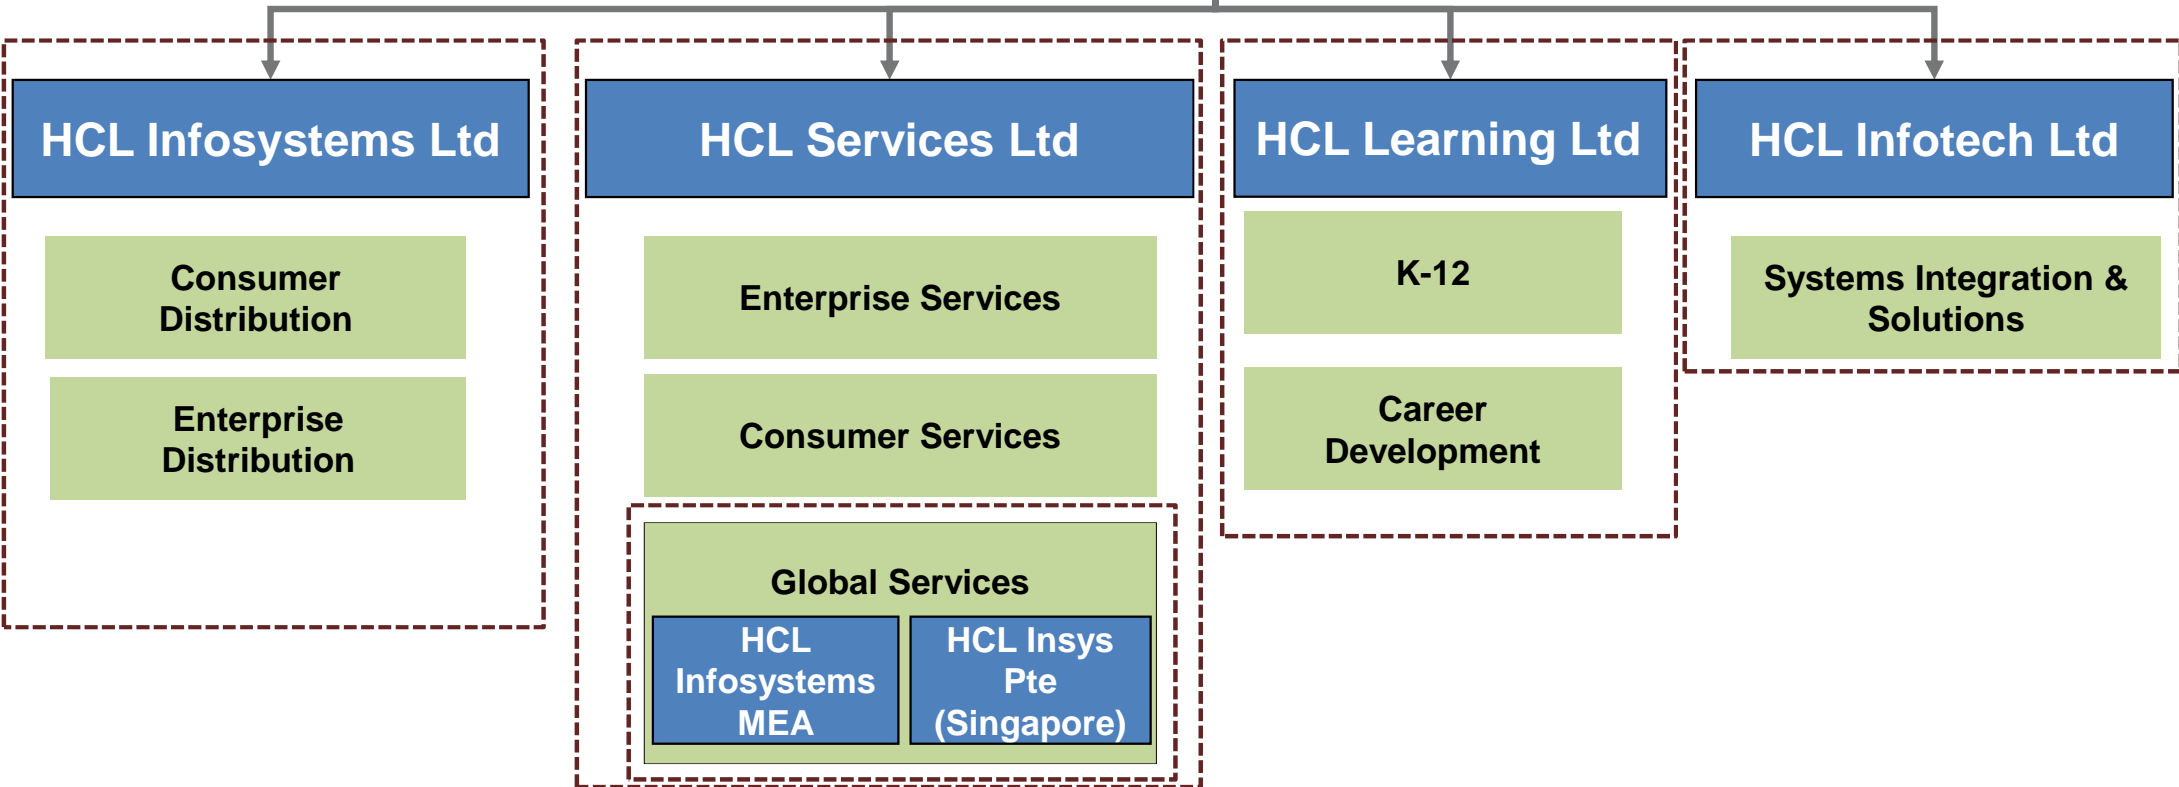 HCL Infosystems Ltd
HCL Services Ltd
HCL Learning Ltd
HCL Infotech Ltd
Consumer
Distribution
Enterprise
Distribution
Enterprise Services
Consumer Services
Global Services
HCL
Infosystems
MEA
HCL Insys
Pte
(Singapore)
K-12
Career
Development
Systems Integration &
Solutions